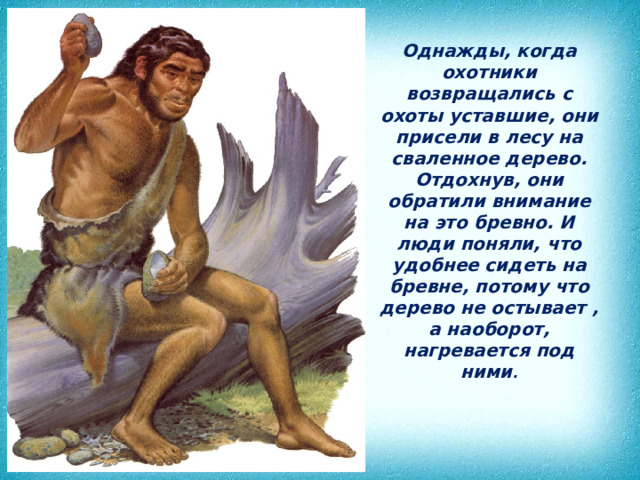 Однажды, когда
охотники
возвращались с
охоты уставшие, они
присели в лесу на
сваленное дерево.
Отдохнув, они
обратили внимание
на это бревно. И
люди поняли, что
удобнее сидеть на
бревне, потому что
дерево не остывает ,
а наоборот,
нагревается под
ними.